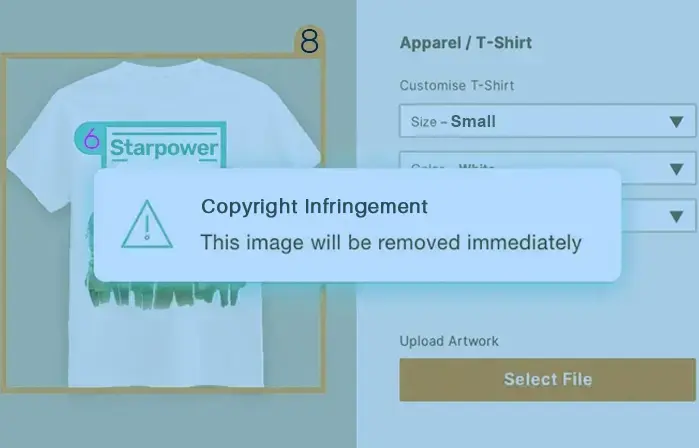 8
Apparel / T-Shirt
Customise T-Shirt
Size – Small
6
Starpower
Color – White
Copyright Infringement
This image will be removed immediately
Upload Artwork
Select File